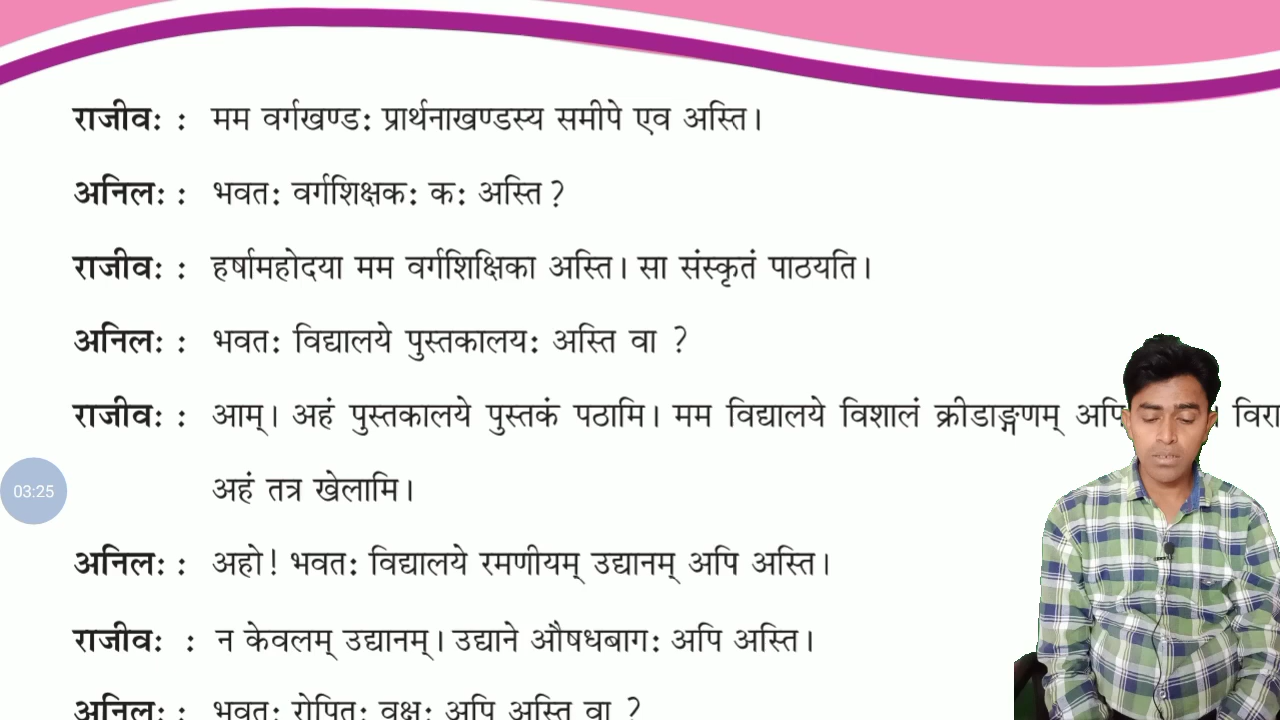 राजीव: : मम वर्गखण्ड: प्रार्थनाखण्डस्य समीपे एव अस्ति।
अनिल: : भवत: वर्गशिक्षक: क: अस्ति ?
राजीव: : हर्षामहोदया मम वर्गशिक्षिका अस्ति। सा संस्कृतं पाठयति।
अनिल: : भवत: विद्यालये पुस्तकालय: अस्ति वा ?
राजीव: : आम्। अहं पुस्तकालये पुस्तकं पठामि। मम विद्यालये विशालं क्रीडाङ्गणम्
अहं तत्र खेलामि।
03:25
अनिल: : अहो! भवत: विद्यालये रमणीयम् उद्यानम् अपि अस्ति।
राजीव: : न केवलम् उद्यानम्। उद्याने औषधबाग: अपि अस्ति।
अनिल: : भवत: रोपित: वृक्ष: अपि अस्ति वा ?